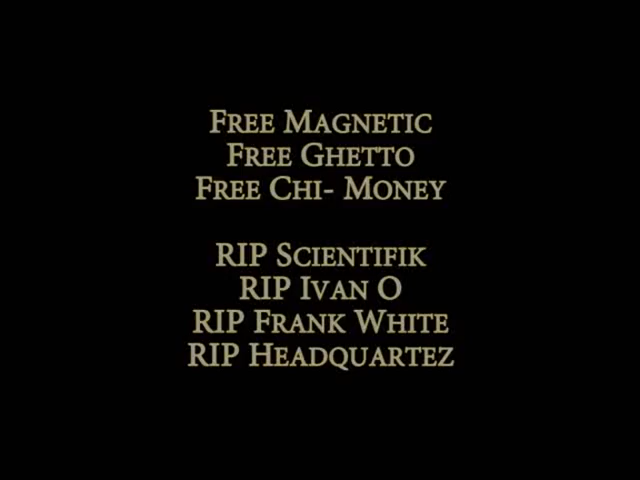 Free Magnetic
Free Ghetto
Free Chi- Money
RIP Scientifik
RIP Ivan O
RIP Frank White
RIP Headquartez